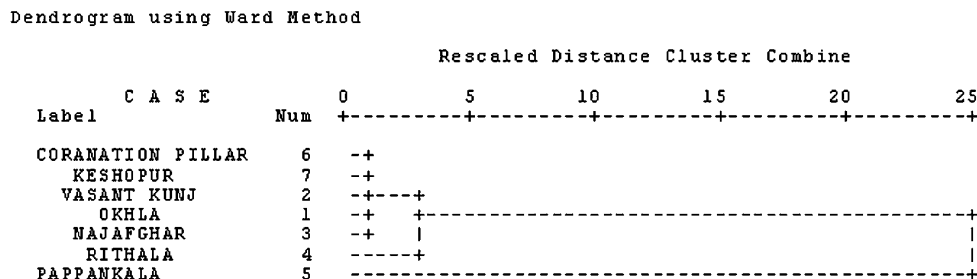 Dendrogram using Ward Method
Rescaled Distance Cluster Combine
C A S E 0 5 10 15 20 25
Label Num +---------+---------+---------+---------+---------+
CORANATION PILLAR 6 -+
KESHOPUR 7 -+
VASANT KUNJ 2 -+----+
OKHLA 1 -+ +--------------------------------------------+
NAJAFGHAR 3 -+ | |
RITHALA 4 -----+ |
PAPPANKALA 5 --------------------------------------------------+